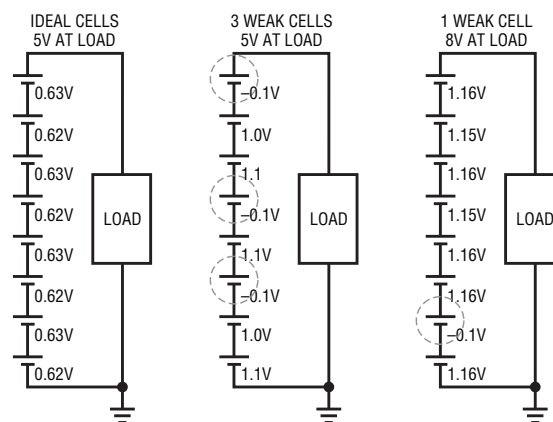 IDEAL CELLS
5V AT LOAD
0.63V
0.62V
0.63V
0.62V
0.63V
0.62V
0.63V
0.62V
LOAD
3 WEAK CELLS
5V AT LOAD
–0.1V
1.0V
1.1
–0.1V
1.1V
–0.1V
1.0V
1.1V
LOAD
1 WEAK CELL
8V AT LOAD
1.16V
1.15V
1.16V
1.15V
1.16V
1.16V
–0.1V
1.16V
LOAD